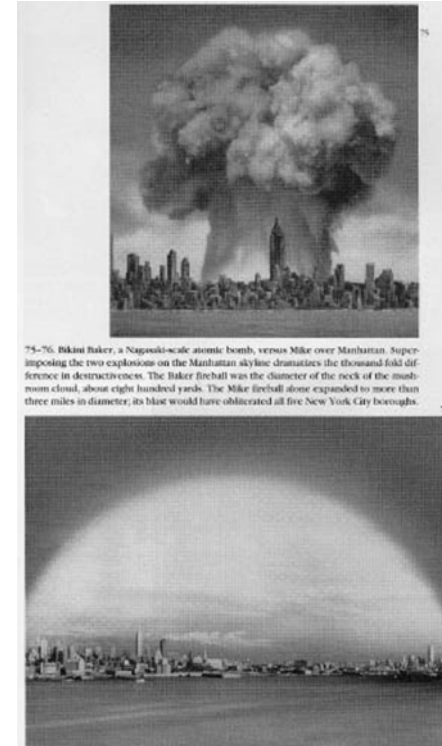 75
75–76. Bikini Baker, a Nagasaki-scale atomic bomb, versus Mike over Manhattan. Super-
imposing the two explosions on the Manhattan skyline dramatizes the thousand-fold dif-
ference in destructiveness. The Baker fireball was the diameter of the neck of the mush-
room cloud, about eight hundred yards. The Mike fireball alone expanded to more than
three miles in diameter; its blast would have obliterated all five New York City boroughs.